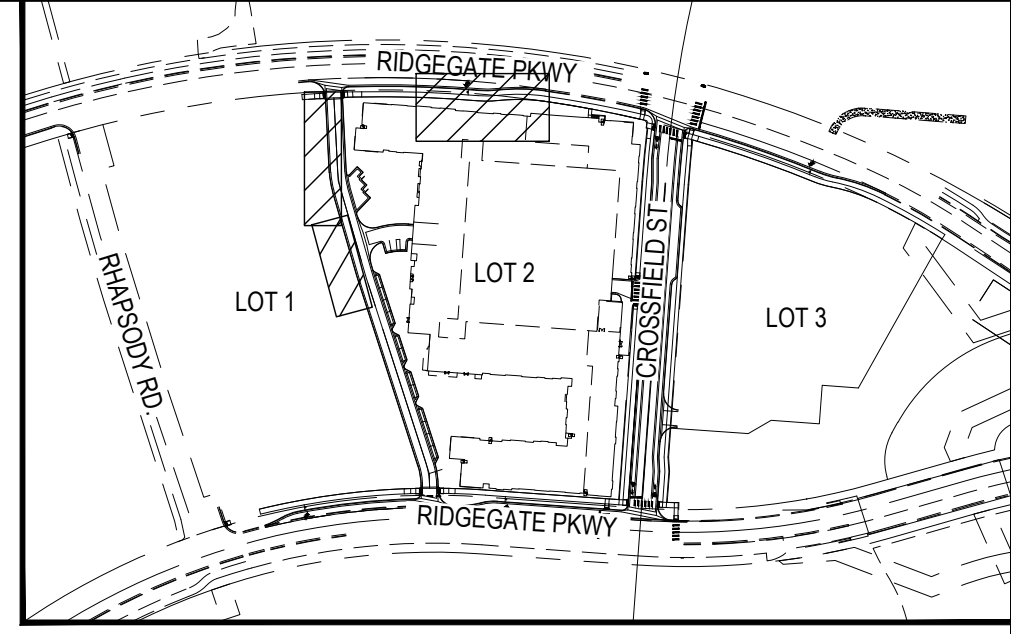 RIDGEGATE PKWY
RHAPSODY RD.
LOT 1
LOT 2
CROSSFIELD ST
LOT 3
RIDGEGATE PKWY